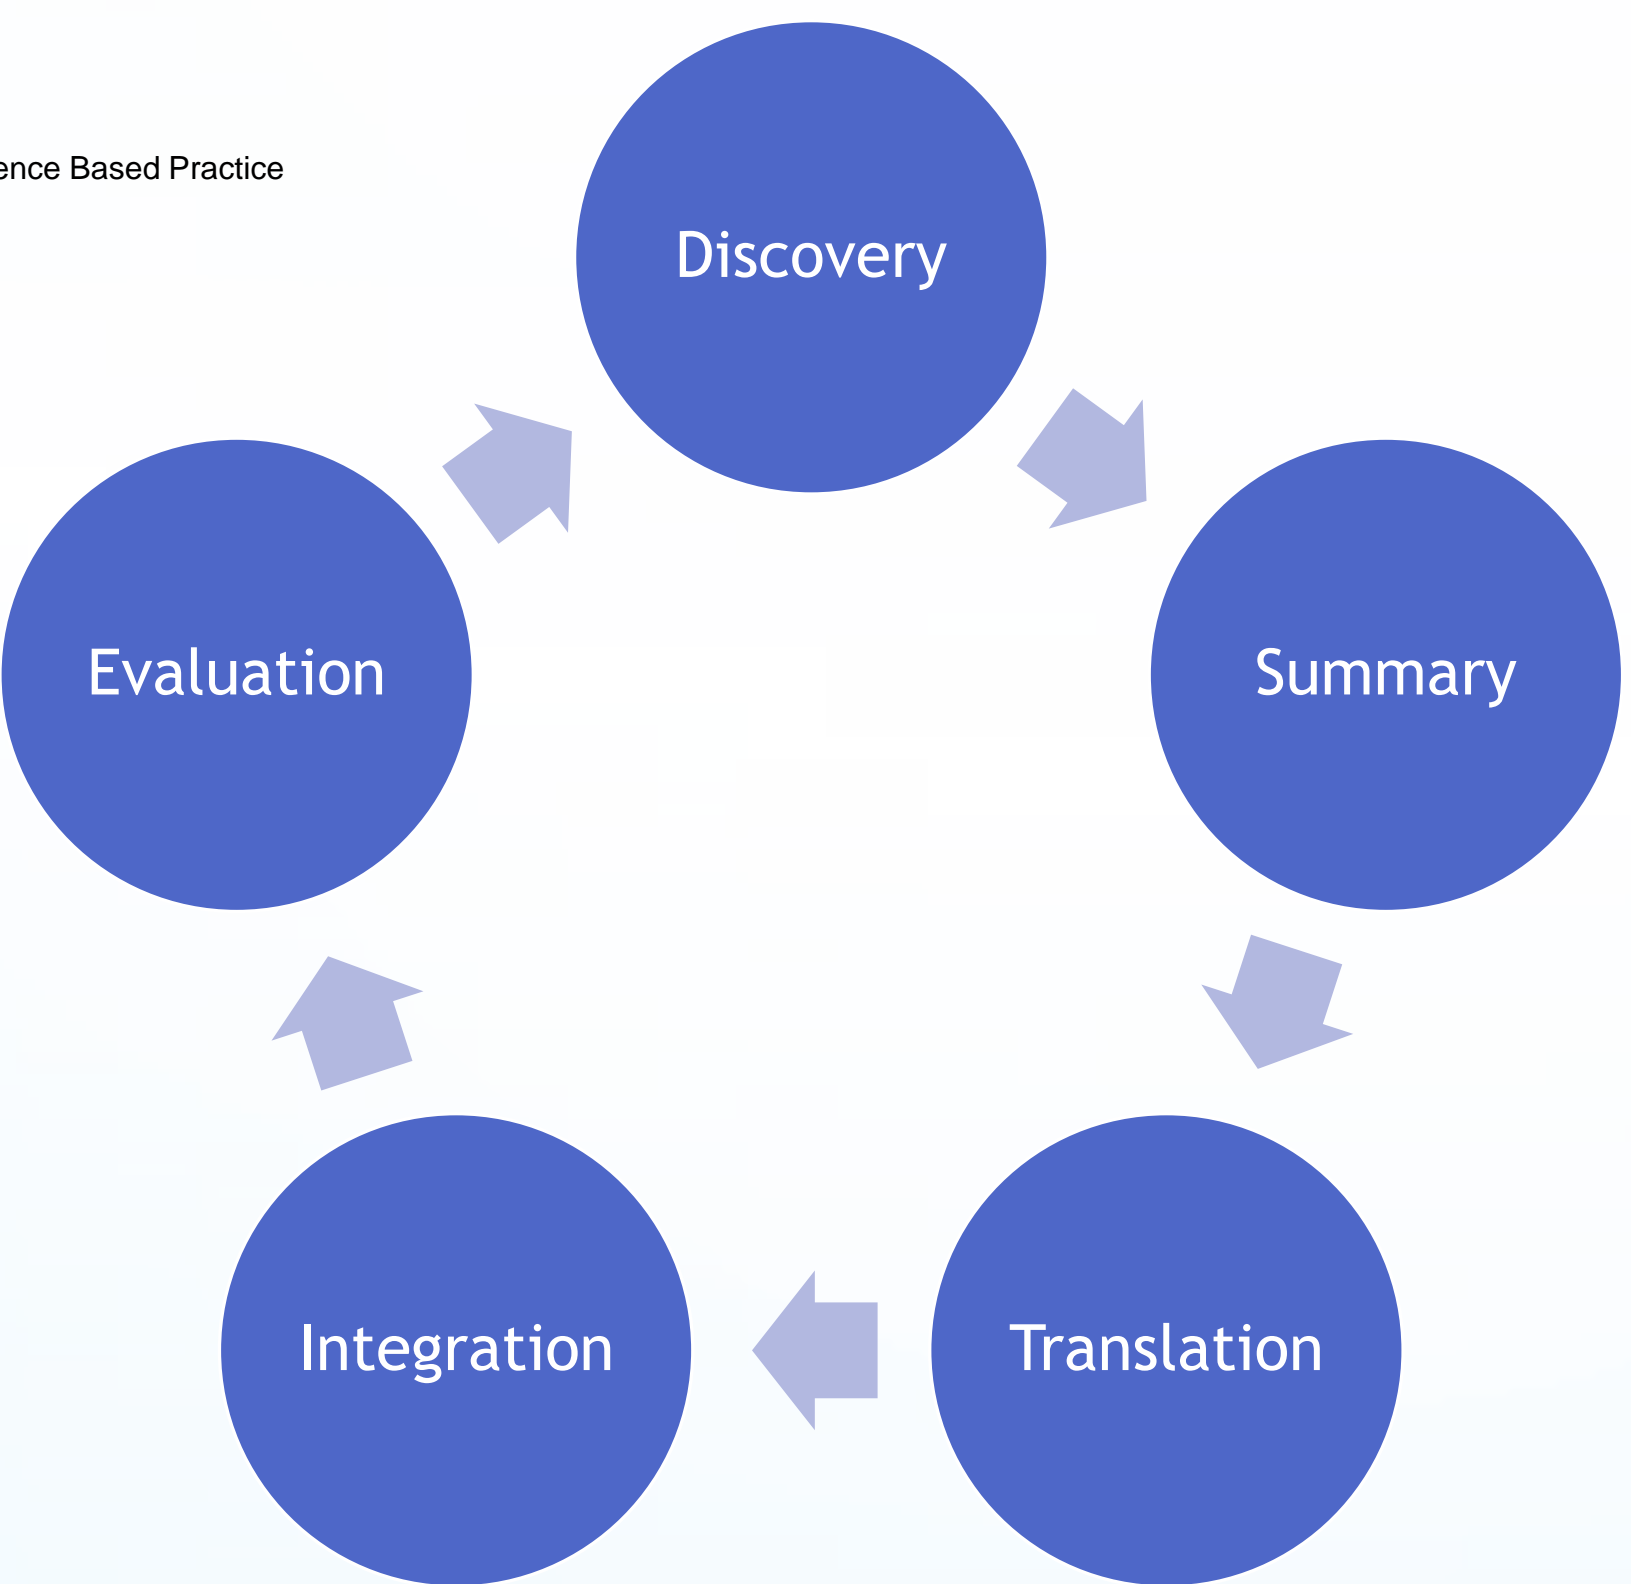 ence Based Practice
Discovery
Summary
Translation
Integration
Evaluation